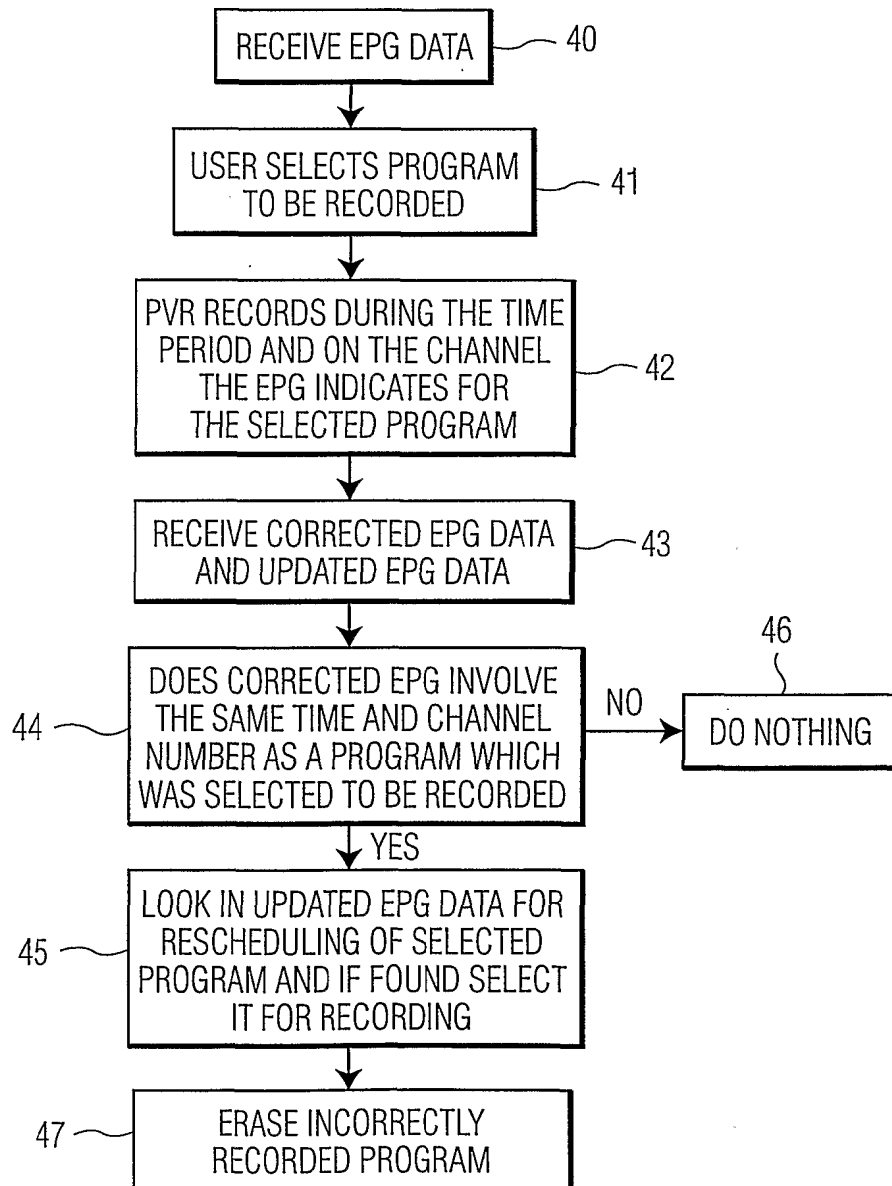 RECEIVE EPG DATA
40
USER SELECTS PROGRAM
TO BE RECORDED
41
PVR RECORDS DURING THE TIME
PERIOD AND ON THE CHANNEL
THE EPG INDICATES FOR
THE SELECTED PROGRAM
42
RECEIVE CORRECTED EPG DATA
AND UPDATED EPG DATA
43
DOES CORRECTED EPG INVOLVE
THE SAME TIME AND CHANNEL
NUMBER AS A PROGRAM WHICH
WAS SELECTED TO BE RECORDED
44
NO
46
DO NOTHING
YES
LOOK IN UPDATED EPG DATA FOR
RESCHEDULING OF SELECTED
PROGRAM AND IF FOUND SELECT
IT FOR RECORDING
45
ERASE INCORRECTLY
RECORDED PROGRAM
47